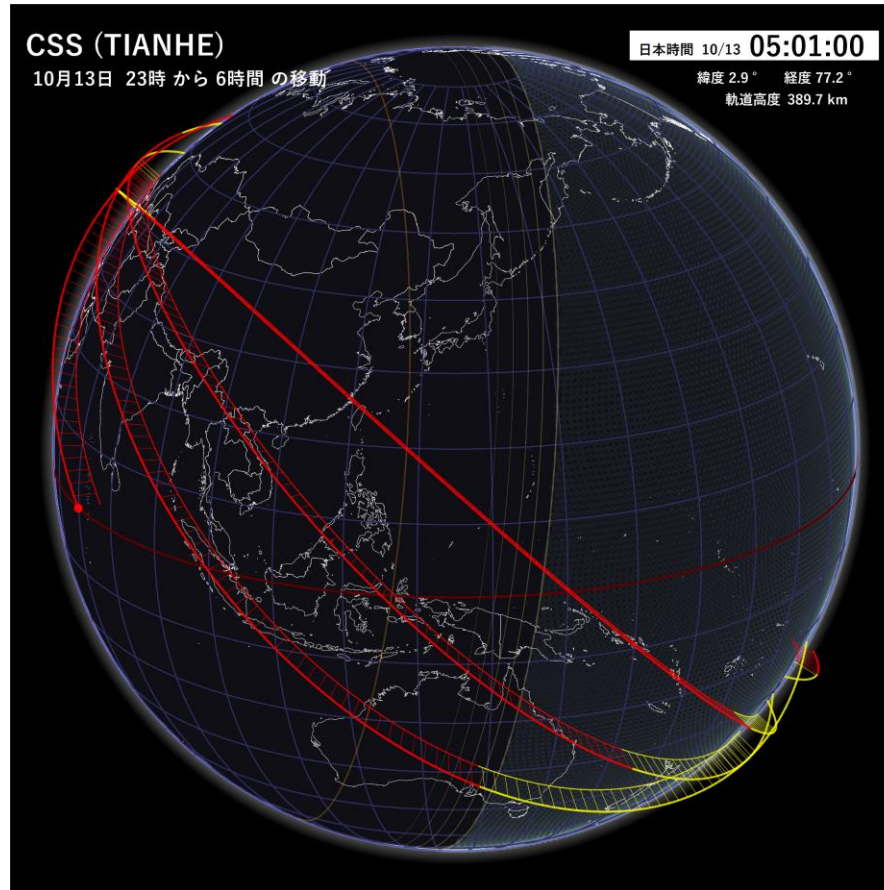 CSS (TIANHE)
10月13日 23時 から 6時間 の移動
日本時間 10/13 05:01:00
緯度 2.9 ° 経度 77.2 °
軌道高度 389.7 km